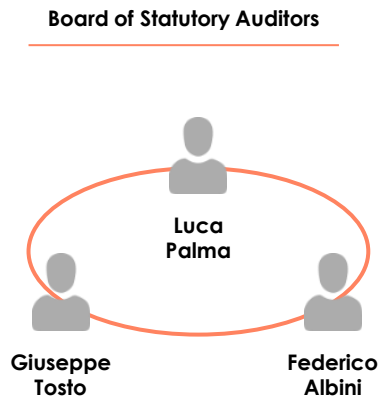 Board of Statutory Auditors
Luca
Palma
Giuseppe
Tosto
Federico
Albini